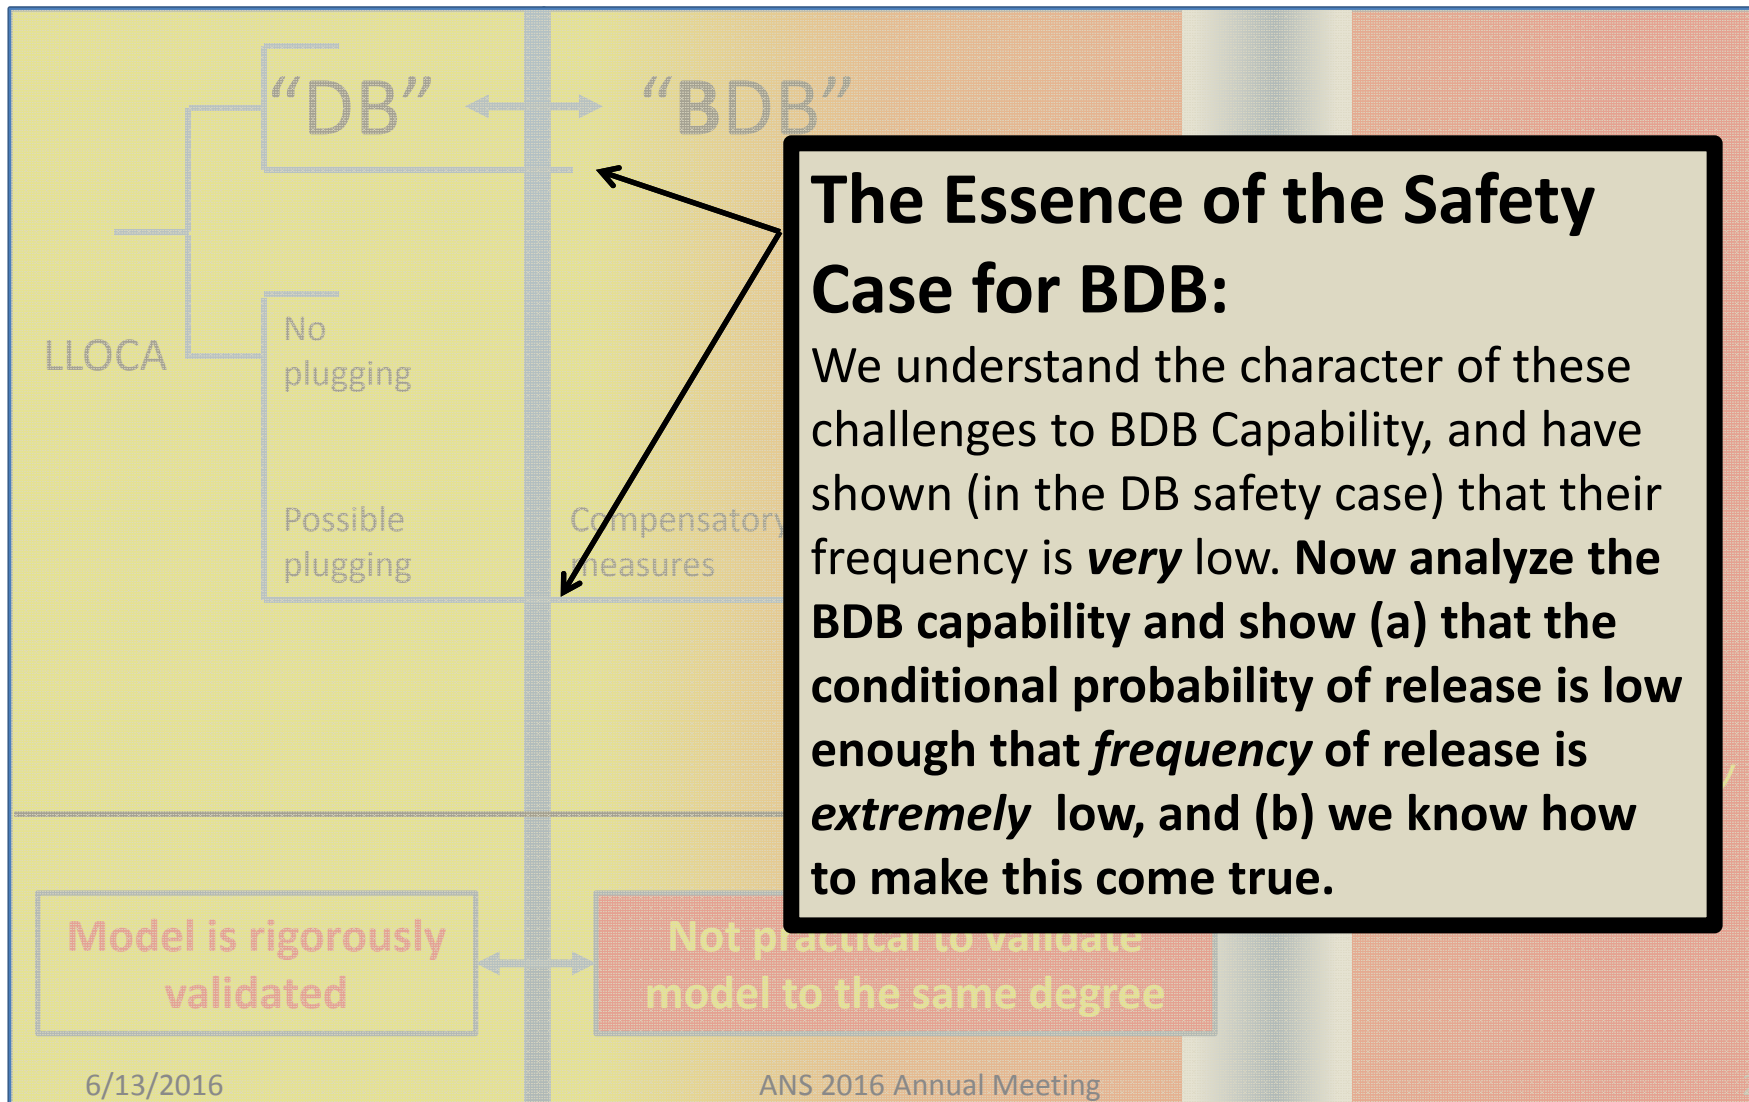 “DB”
“BDB”
The Essence of the Safety
Case for BDB:
We understand the character of these
challenges to BDB Capability, and have
shown (in the DB safety case) that their
frequency is very low. Now analyze the
BDB capability and show (a) that the
conditional probability of release is low
enough that frequency of release is
extremely low, and (b) we know how
to make this come true.
LLOCA
No
plugging
Possible
plugging
Compensatory
measures
Model is rigorously
validated
Not practical to validate
model to the same degree
6/13/2016
ANS 2016 Annual Meeting